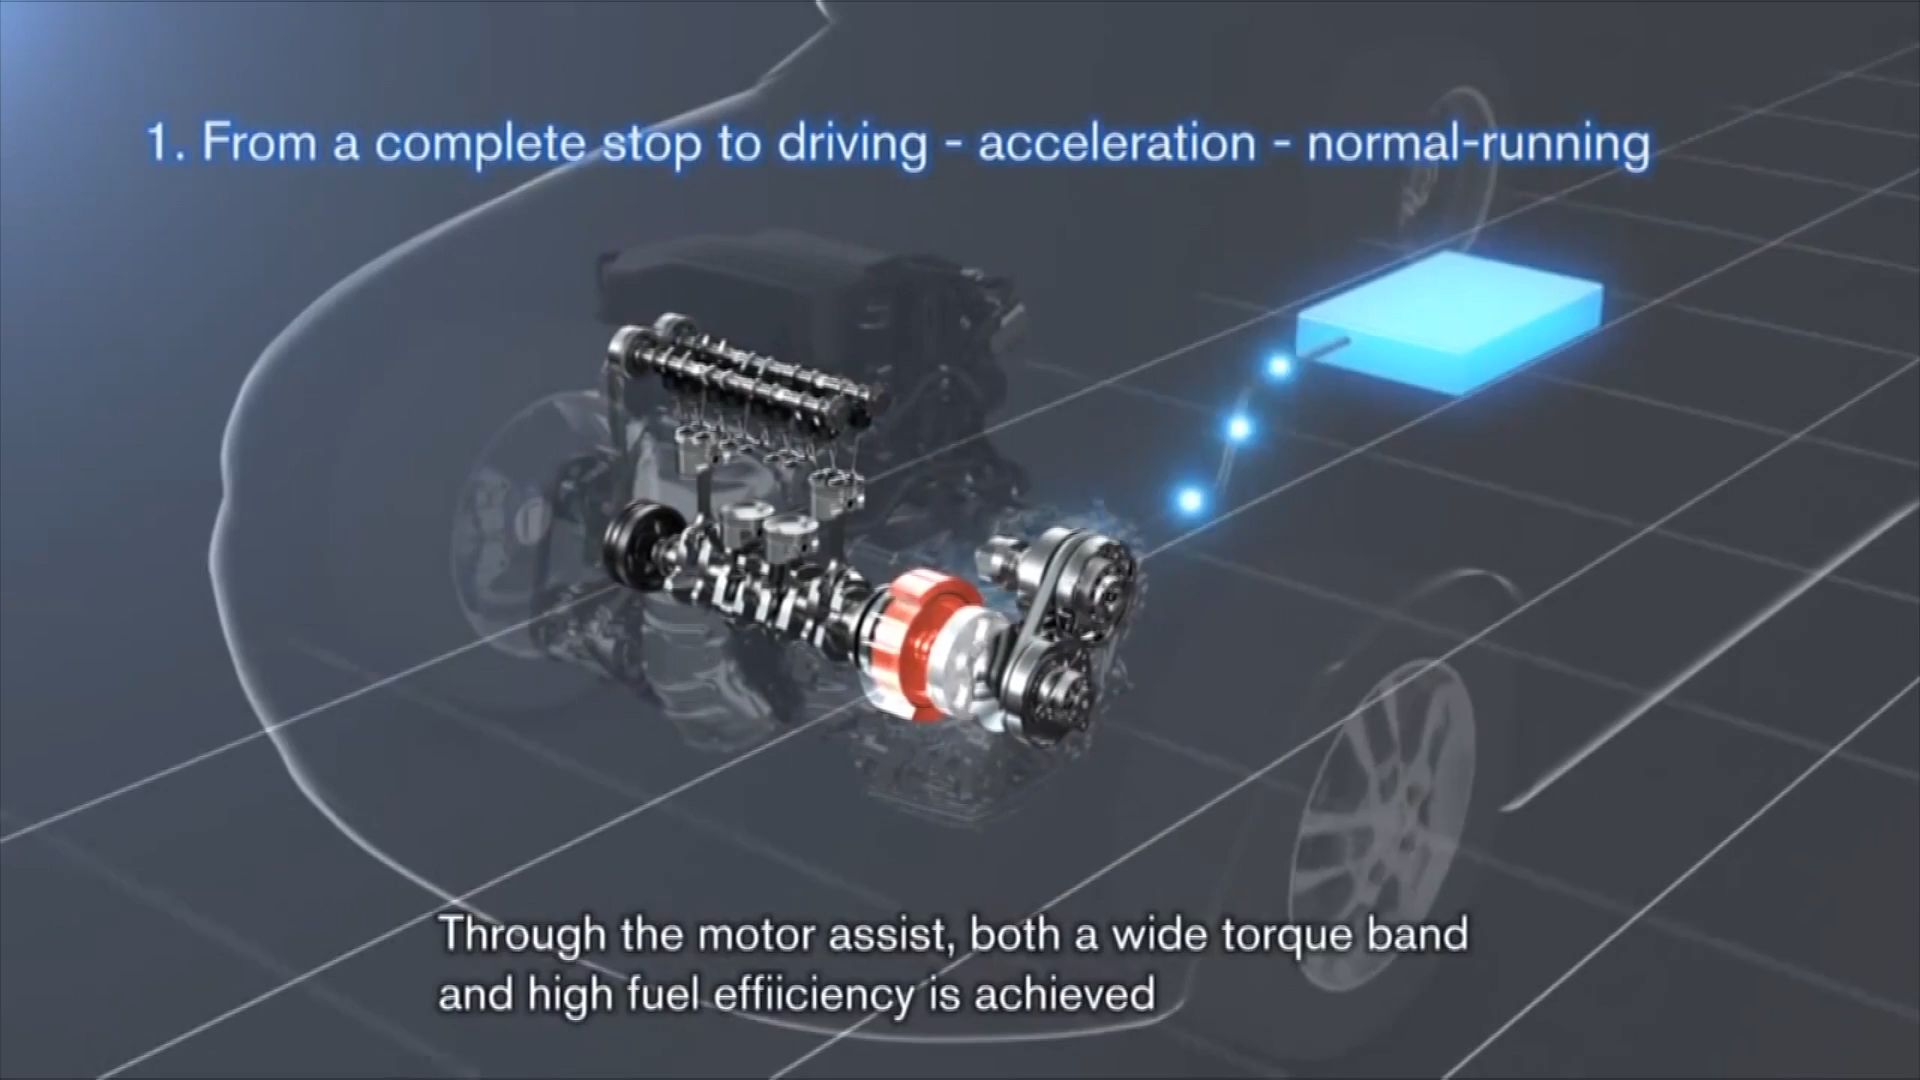 1. From a complete stop to driving - acceleration - normal-running
Through the motor assist, both a wide torque band
and high fuel effiiciency is achieved